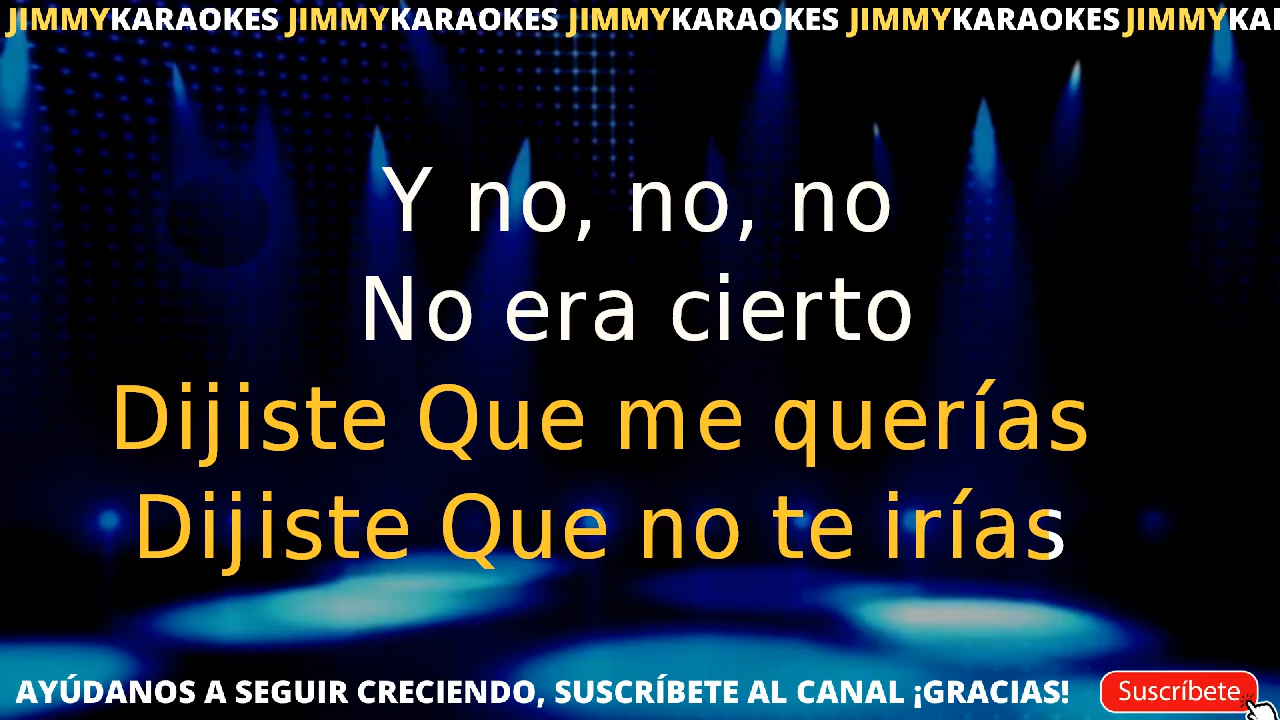 JIMMYKARAOKES JIMMYKARAOKES JIMMYKARAOKES JIMMYKARAOKES JIMMYKA
Y no, no, no
No era cierto
Dijiste Que me querías
Dijiste Que no te irías
AYÚDANOS A SEGUIR CRECIENDO, SUSCRÍBETE AL CANAL ¡GRACIAS! Suscríbete